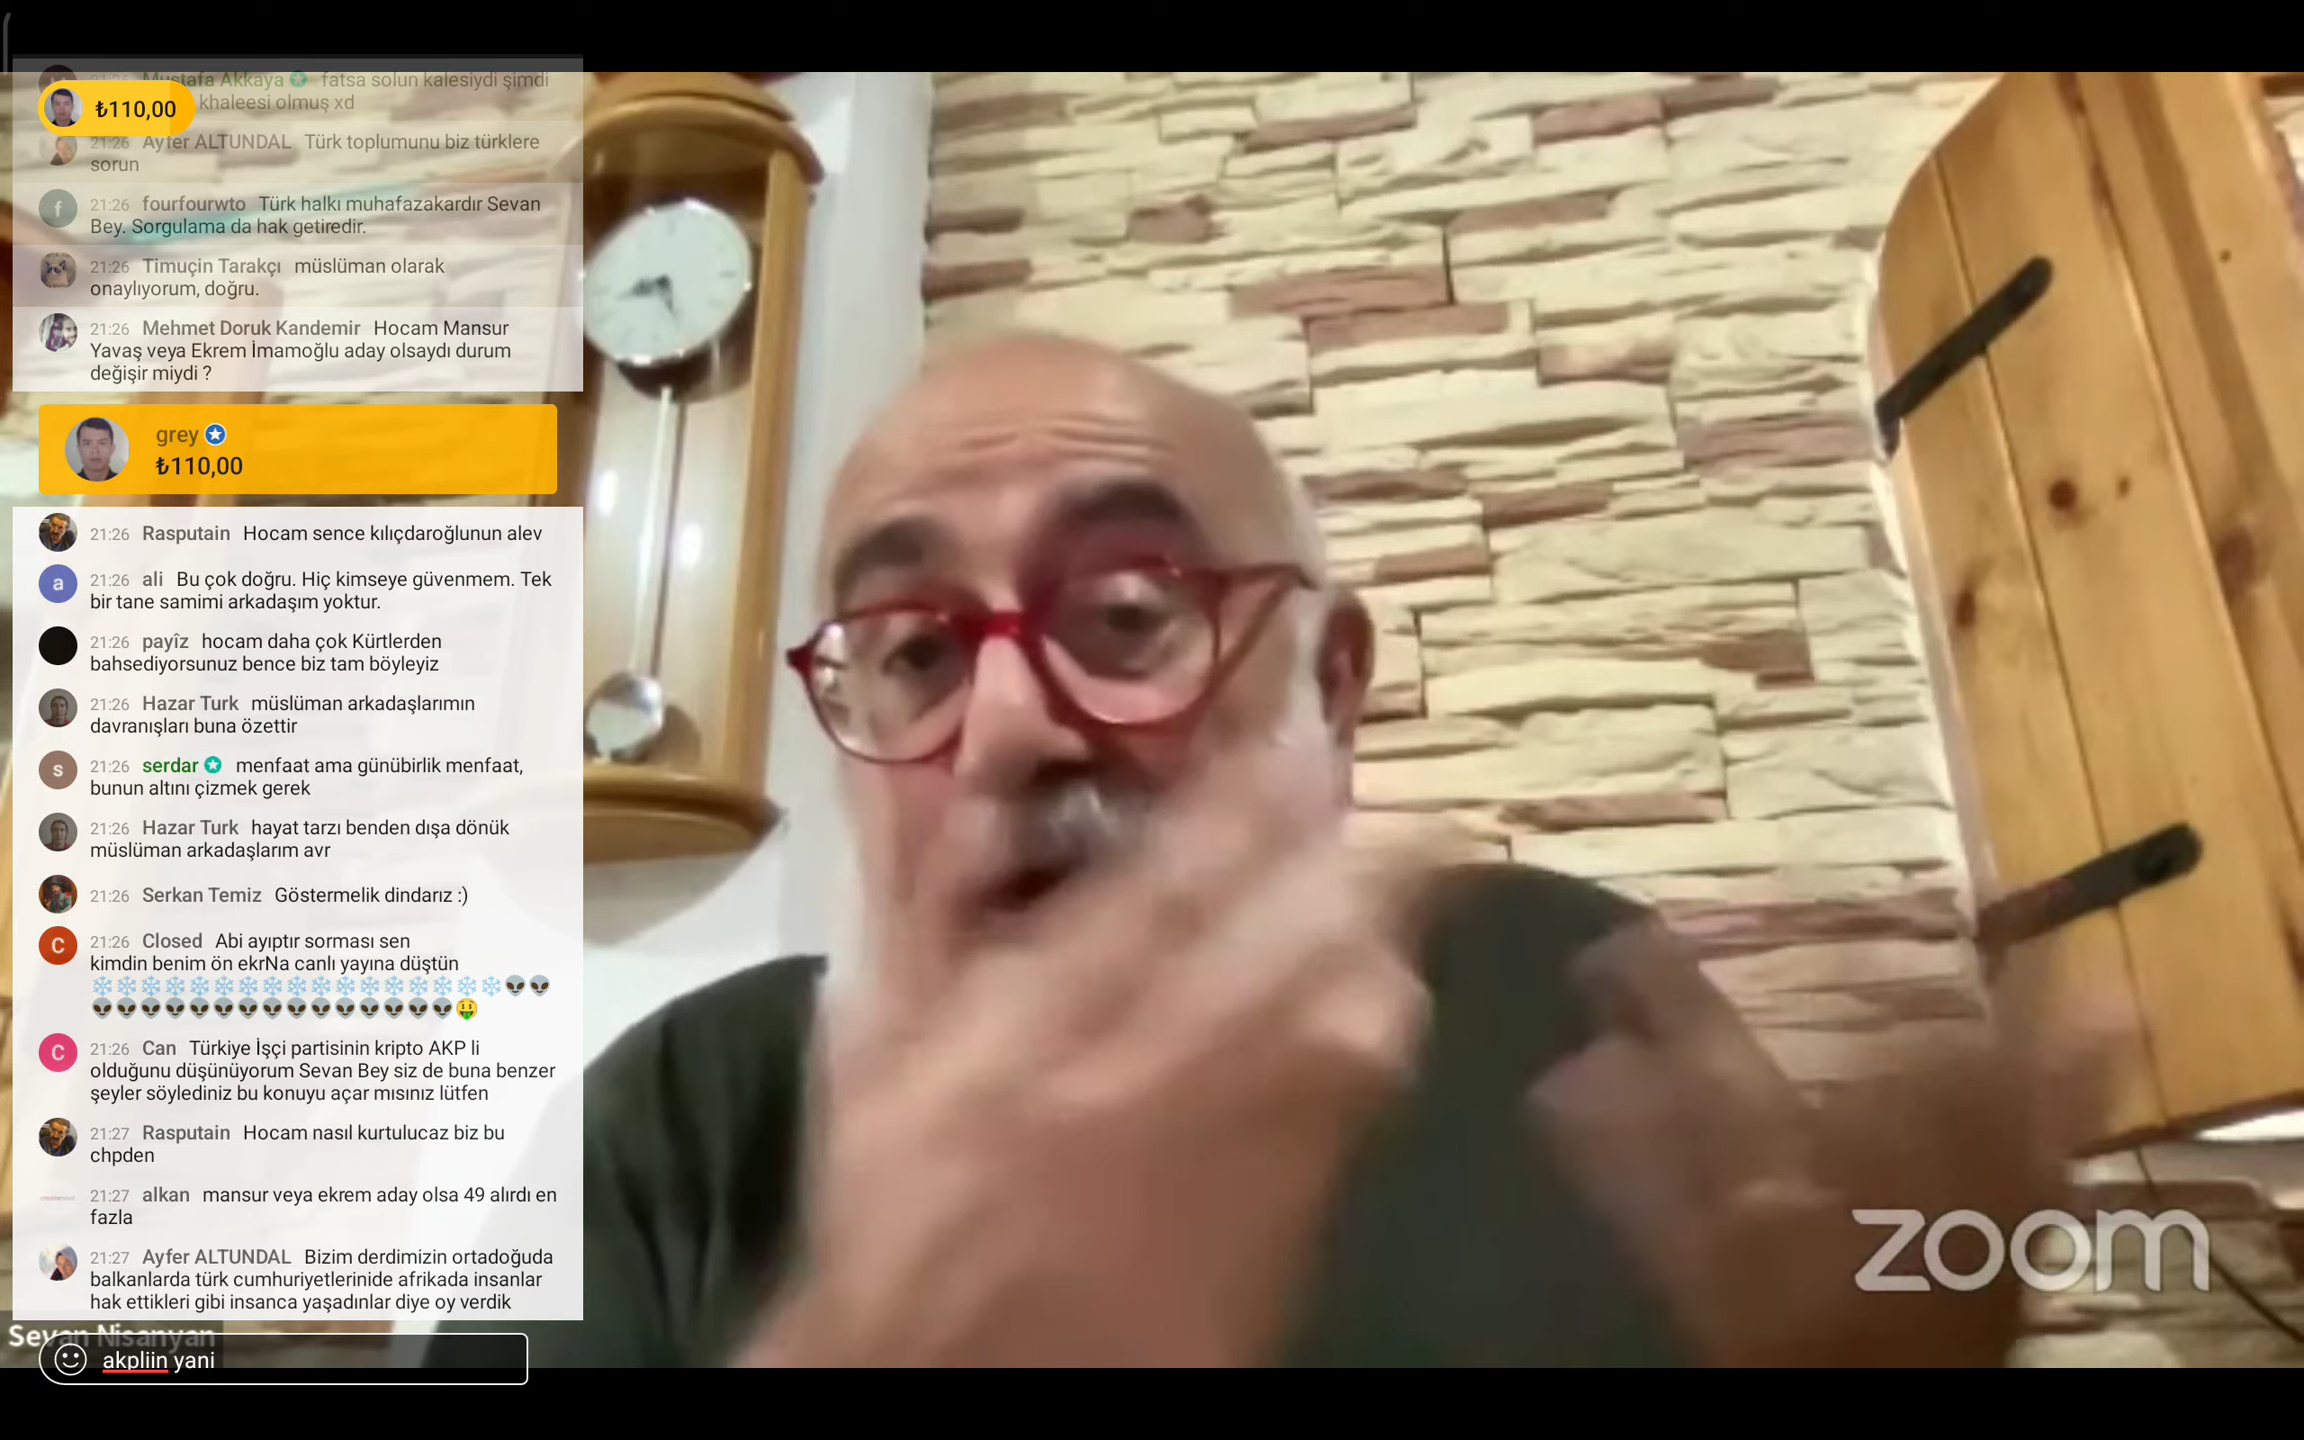 21:26 Mustafa Akkaya fatsa solun kalesiydi şimdi
khaleesi olmuş xd
₺110,00
21:26 Ayfer ALTUNDAL Türk toplumunu biz türklere
sorun
f
21:26 fourfourwto Türk halkı muhafazakardır Sevan
Bey. Sorgulama da hak getiredir.
21:26 Timuçin Tarakçı müslüman olarak
onaylıyorum, doğru.
21:26 Mehmet Doruk Kandemir Hocam Mansur
Yavaş veya Ekrem İmamoğlu aday olsaydı durum
değişir miydi ?
grey
₺110,00
21:26 Rasputain Hocam sence kılıçdaroğlunun alev
a
21:26 ali Bu çok doğru. Hiç kimseye güvenmem. Tek
bir tane samimi arkadaşım yoktur.
21:26 payîz hocam daha çok Kürtlerden
bahsediyorsunuz bence biz tam böyleyiz
21:26 Hazar Turk müslüman arkadaşlarımın
davranışları buna özettir
s
21:26 serdar menfaat ama günübirlik menfaat,
bunun altını çizmek gerek
21:26 Hazar Turk hayat tarzı benden dışa dönük
müslüman arkadaşlarım avr
21:26 Serkan Temiz Göstermelik dindarız :)
C
21:26 Closed Abi ayıptır sorması sen
kimdin benim ön ekrNa canlı yayına düştün
C
21:26 Can Türkiye İşçi partisinin kripto AKP li
olduğunu düşünüyorum Sevan Bey siz de buna benzer
şeyler söylediniz bu konuyu açar mısınız lütfen
21:27 Rasputain Hocam nasıl kurtulucaz biz bu
chpden
21:27 alkan mansur veya ekrem aday olsa 49 alırdı en
fazla
21:27 Ayfer ALTUNDAL Bizim derdimizin ortadoğuda
balkanlarda türk cumhuriyetlerinide afrikada insanlar
hak ettikleri gibi insanca yaşadınlar diye oy verdik
Sevan Nisanyan
akpliin yani
zoom